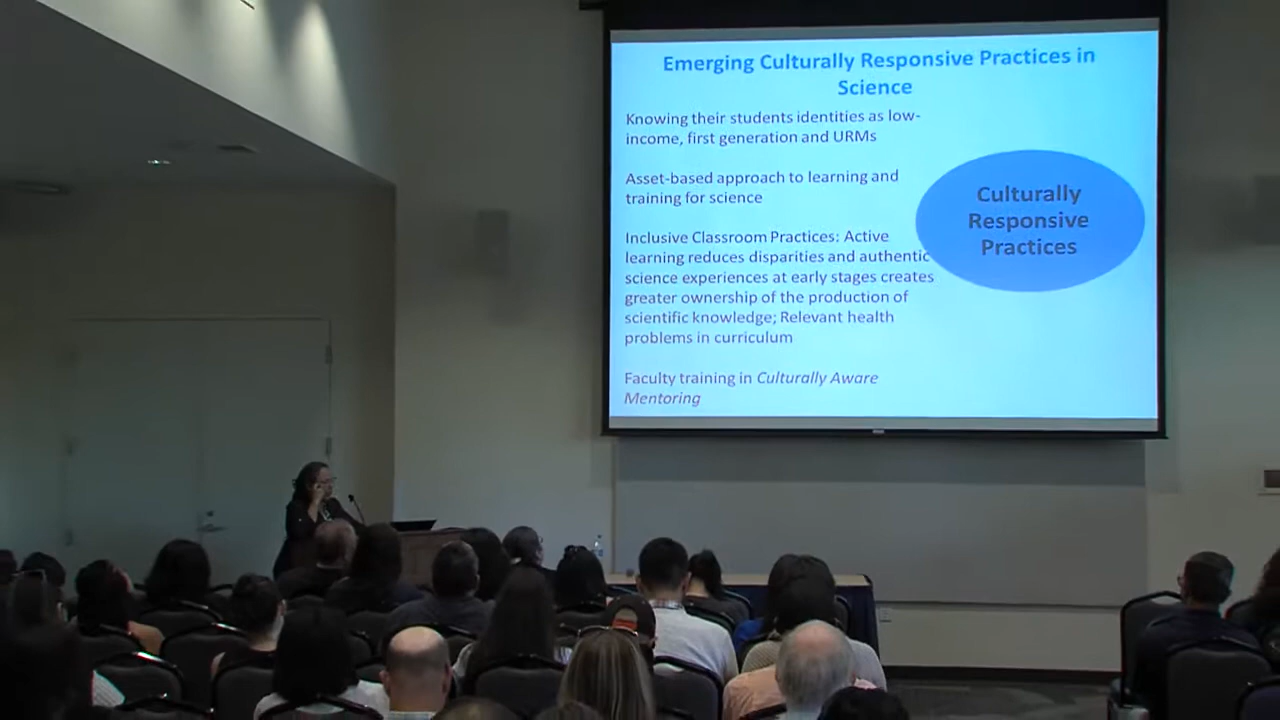 Emerging Culturally Responsive Practices in
Science
Knowing their students identities as low-
income, first generation and URMs
Asset-based approach to learning and
training for science
Inclusive Classroom Practices: Active
learning reduces disparities and authentic
science experiences at early stages creates
greater ownership of the production of
scientific knowledge; Relevant health
problems in curriculum
Faculty training in Culturally Aware
Mentoring
Culturally
Responsive
Practices